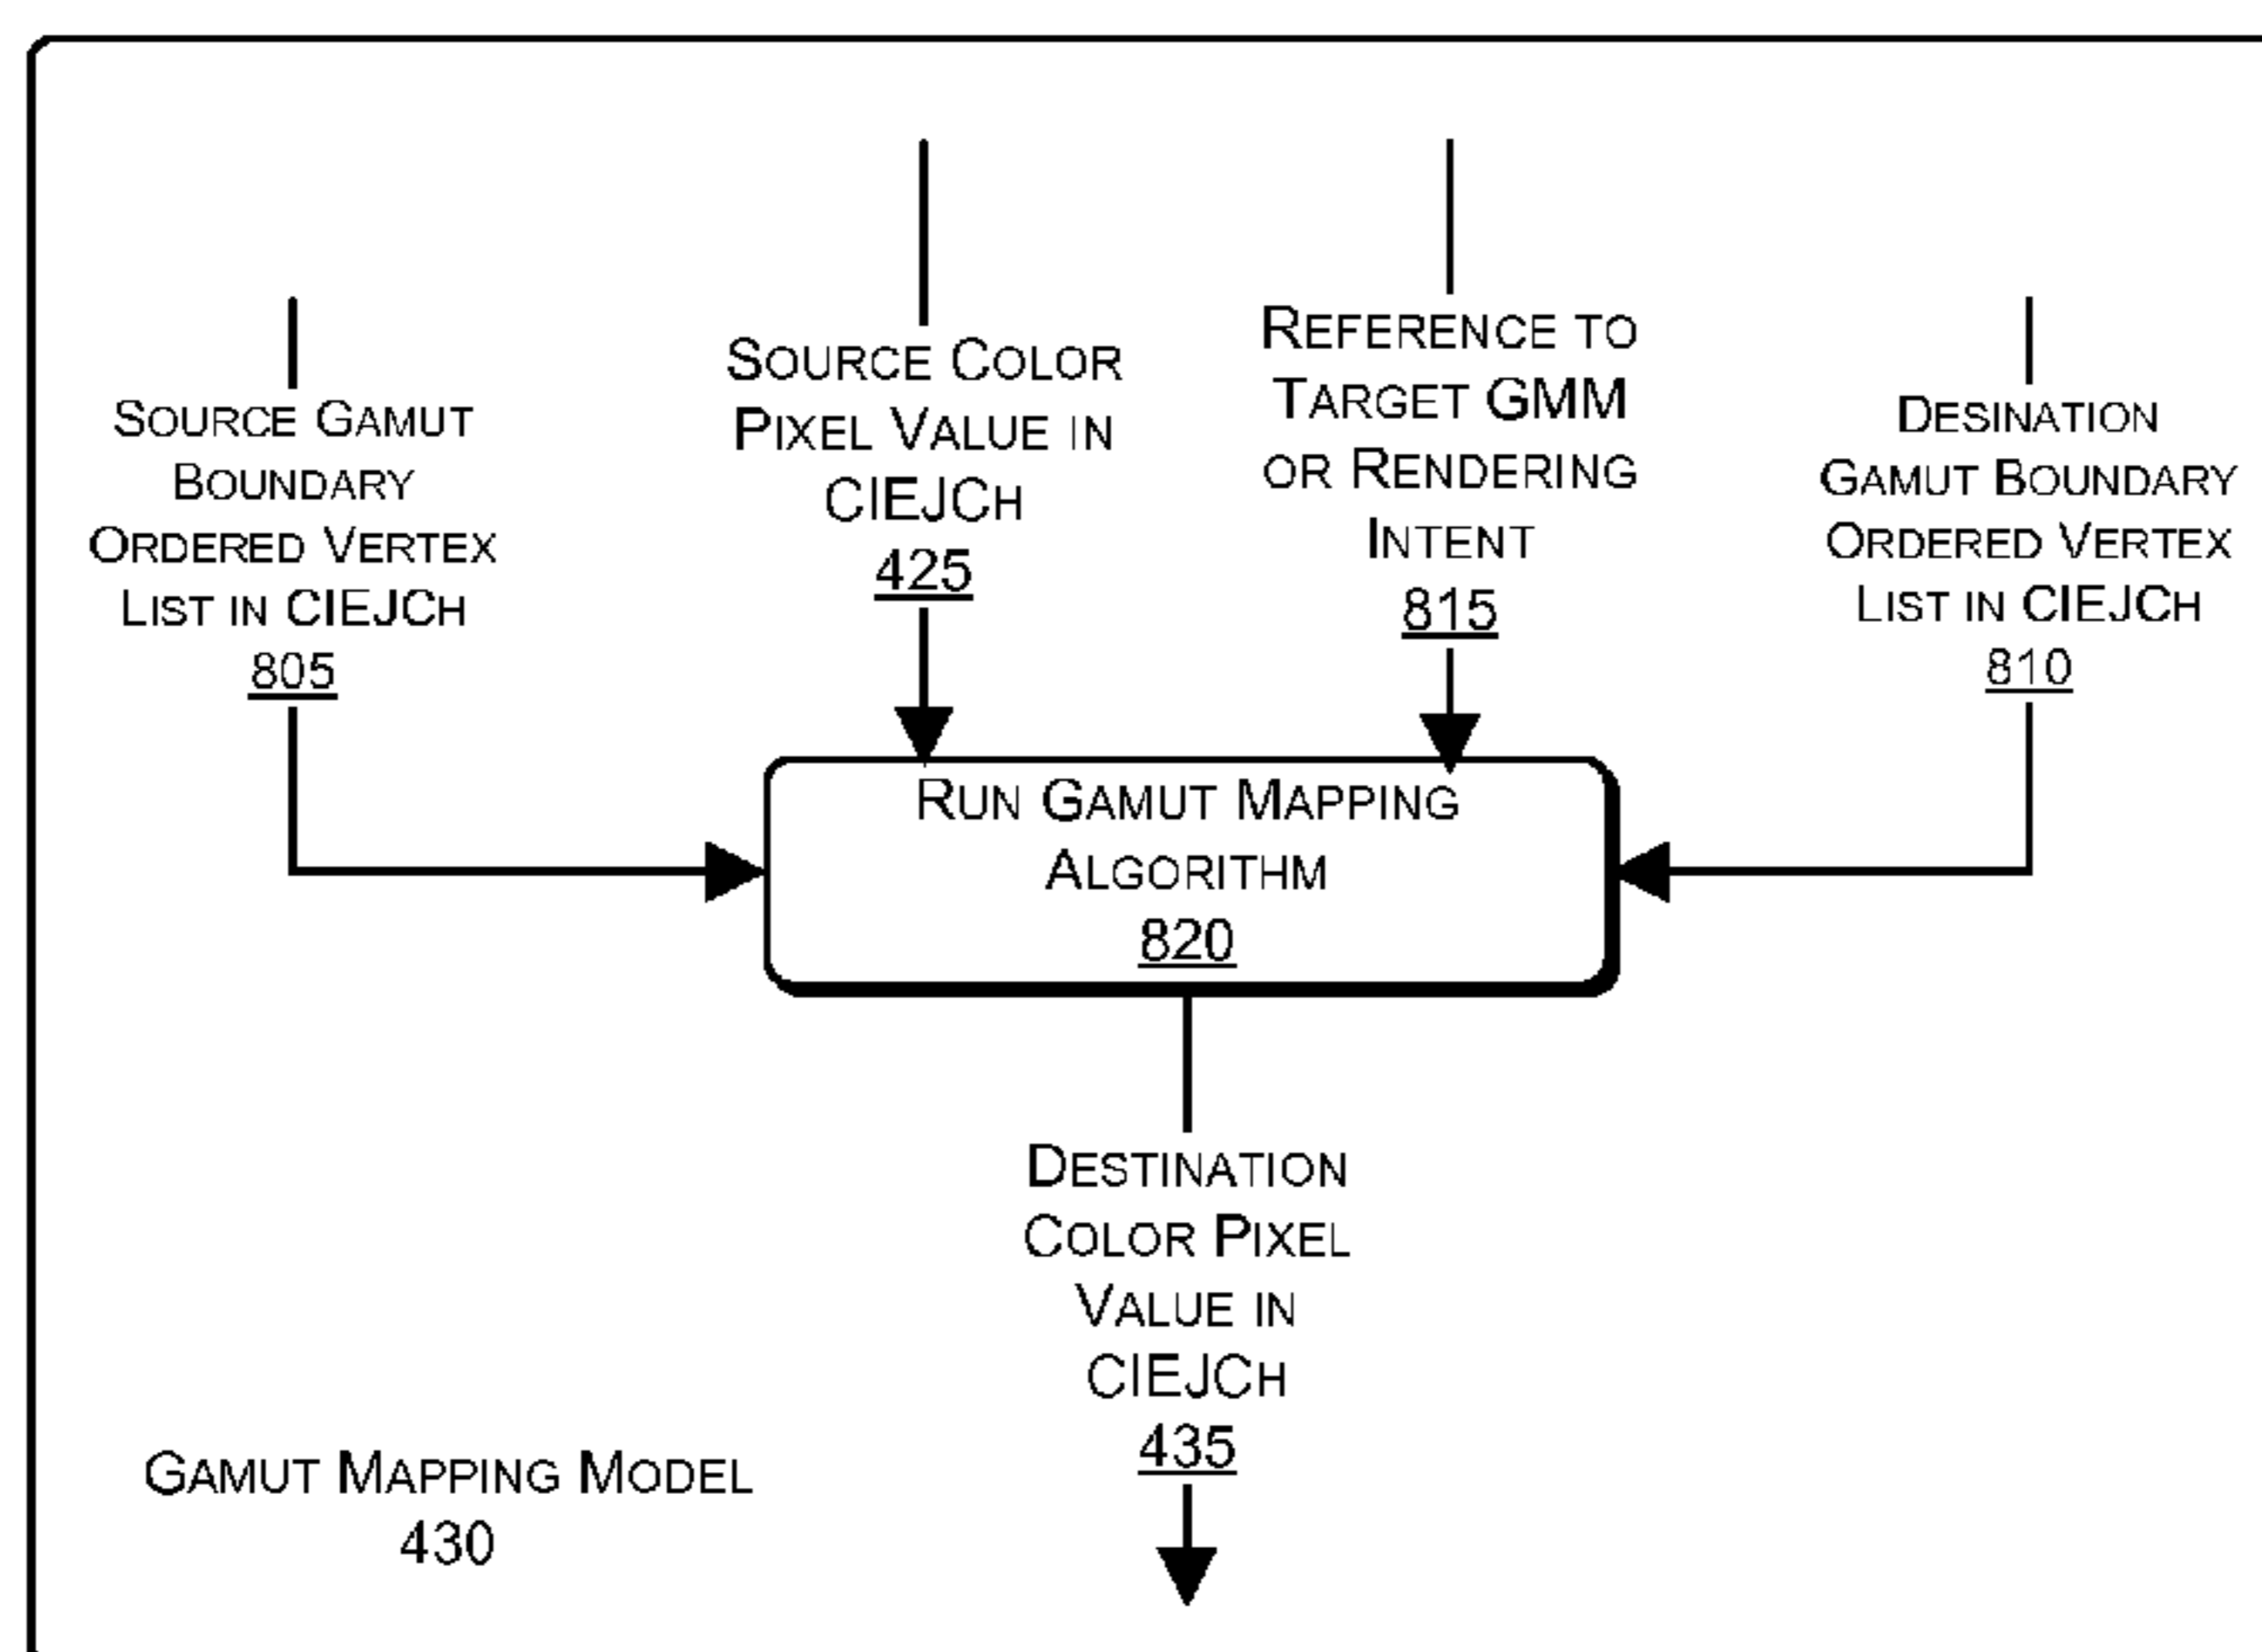 Source Gamut
Boundary
Ordered Vertex
List in CIEJCh
805
Source Color
Pixel Value in
CIEJCh
425
Reference to
Target GMM
or Rendering
Intent
815
Desination
Gamut Boundary
Ordered Vertex
List in CIEJCh
810
Run Gamut Mapping
Algorithm
820
Destination
Color Pixel
Value in
CIEJCh
435
Gamut Mapping Model
430